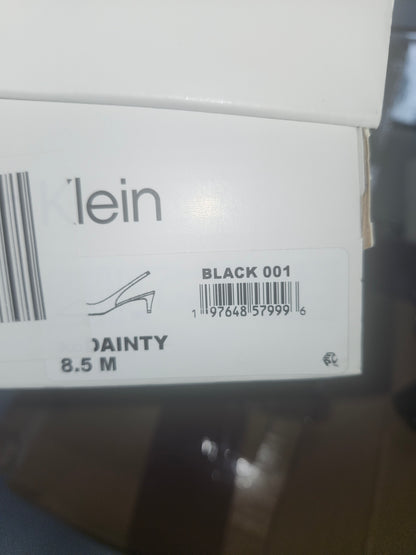 Klein
BLACK 001
1 97648 57999 6
DAINTY
8.5 M